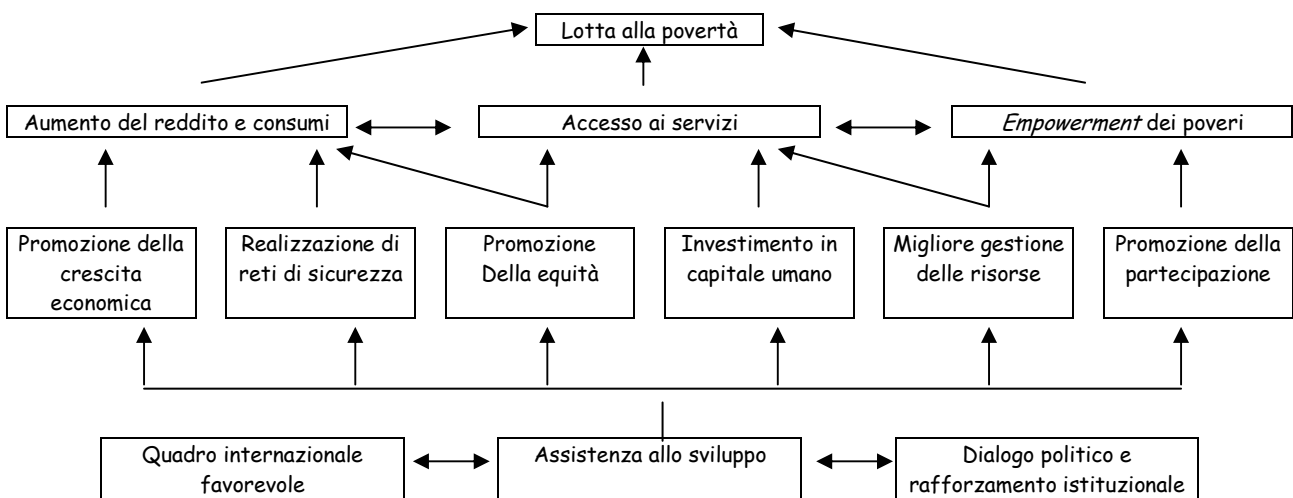 Lotta alla povertà
Aumento del reddito e consumi
Accesso ai servizi
Empowerment dei poveri
Promozione della
crescita
economica
Realizzazione di
reti di sicurezza
Promozione
Della equità
Investimento in
capitale umano
Migliore gestione
delle risorse
Promozione della
partecipazione
Quadro internazionale
favorevole
Assistenza allo sviluppo
Dialogo politico e
rafforzamento istituzionale